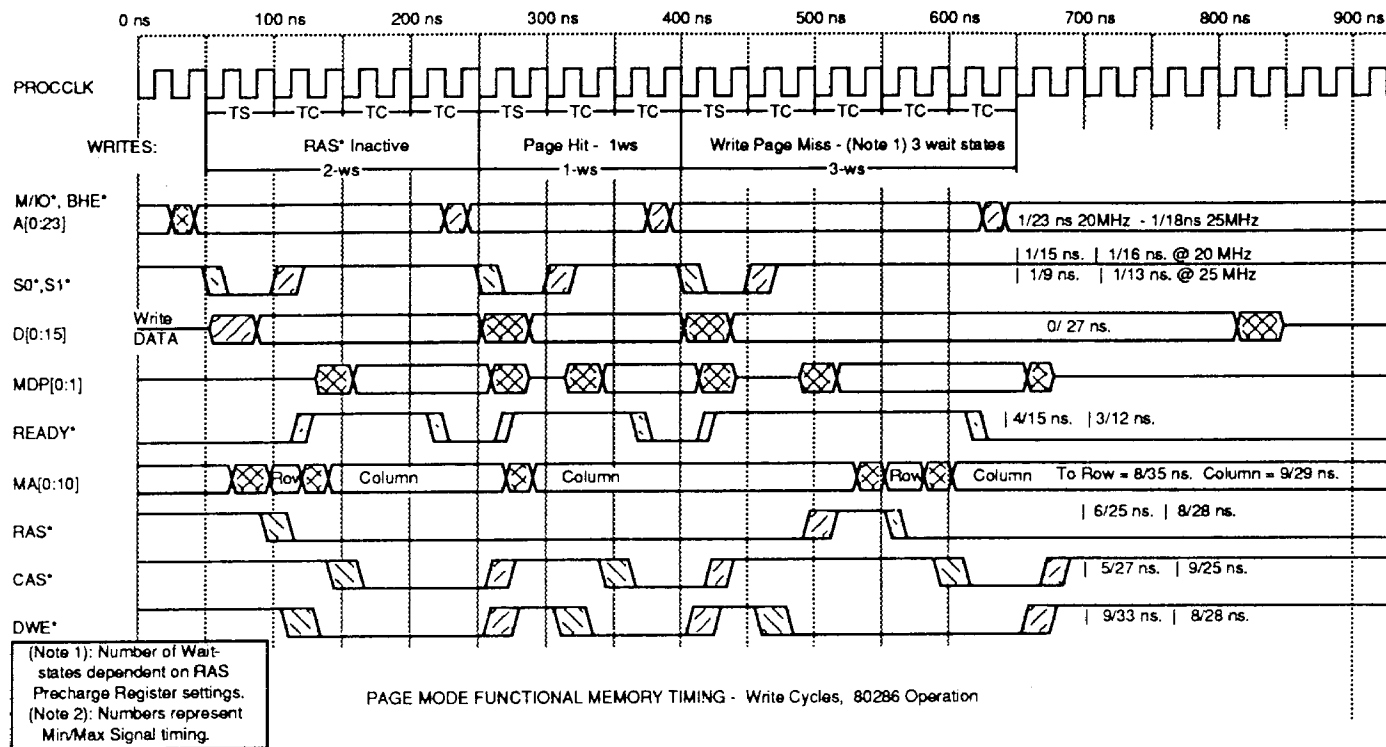 0 ns 100 ns 200 ns 300 ns 400 ns 500 ns 600 ns 700 ns 800 ns 900 ns
PROCCLK
TS TC TC TC TS TC TC TS TC TC TC TC
WRITES: RAS* Inactive Page Hit - 1ws Write Page Miss - (Note 1) 3 wait states
2-ws 1-ws 3-ws
M/IO*, BHE*
A[0:23] 1/23 ns 20MHz - 1/18ns 25MHz
| 1/15 ns. | 1/16 ns. @ 20 MHz
S0*,S1* | 1/9 ns. | 1/13 ns. @ 25 MHz
Write
DATA
D[0:15] 0/ 27 ns.
MDP[0:1]
READY* | 4/15 ns. | 3/12 ns.
MA[0:10] Row Column Column Row Column To Row = 8/35 ns. Column = 9/29 ns.
RAS* | 6/25 ns. | 8/28 ns.
CAS* | 5/27 ns. | 9/25 ns.
DWE* | 9/33 ns. | 8/28 ns.
(Note 1): Number of Wait-
states dependent on RAS
Precharge Register settings.
(Note 2): Numbers represent
Min/Max Signal timing.
PAGE MODE FUNCTIONAL MEMORY TIMING - Write Cycles, 80286 Operation